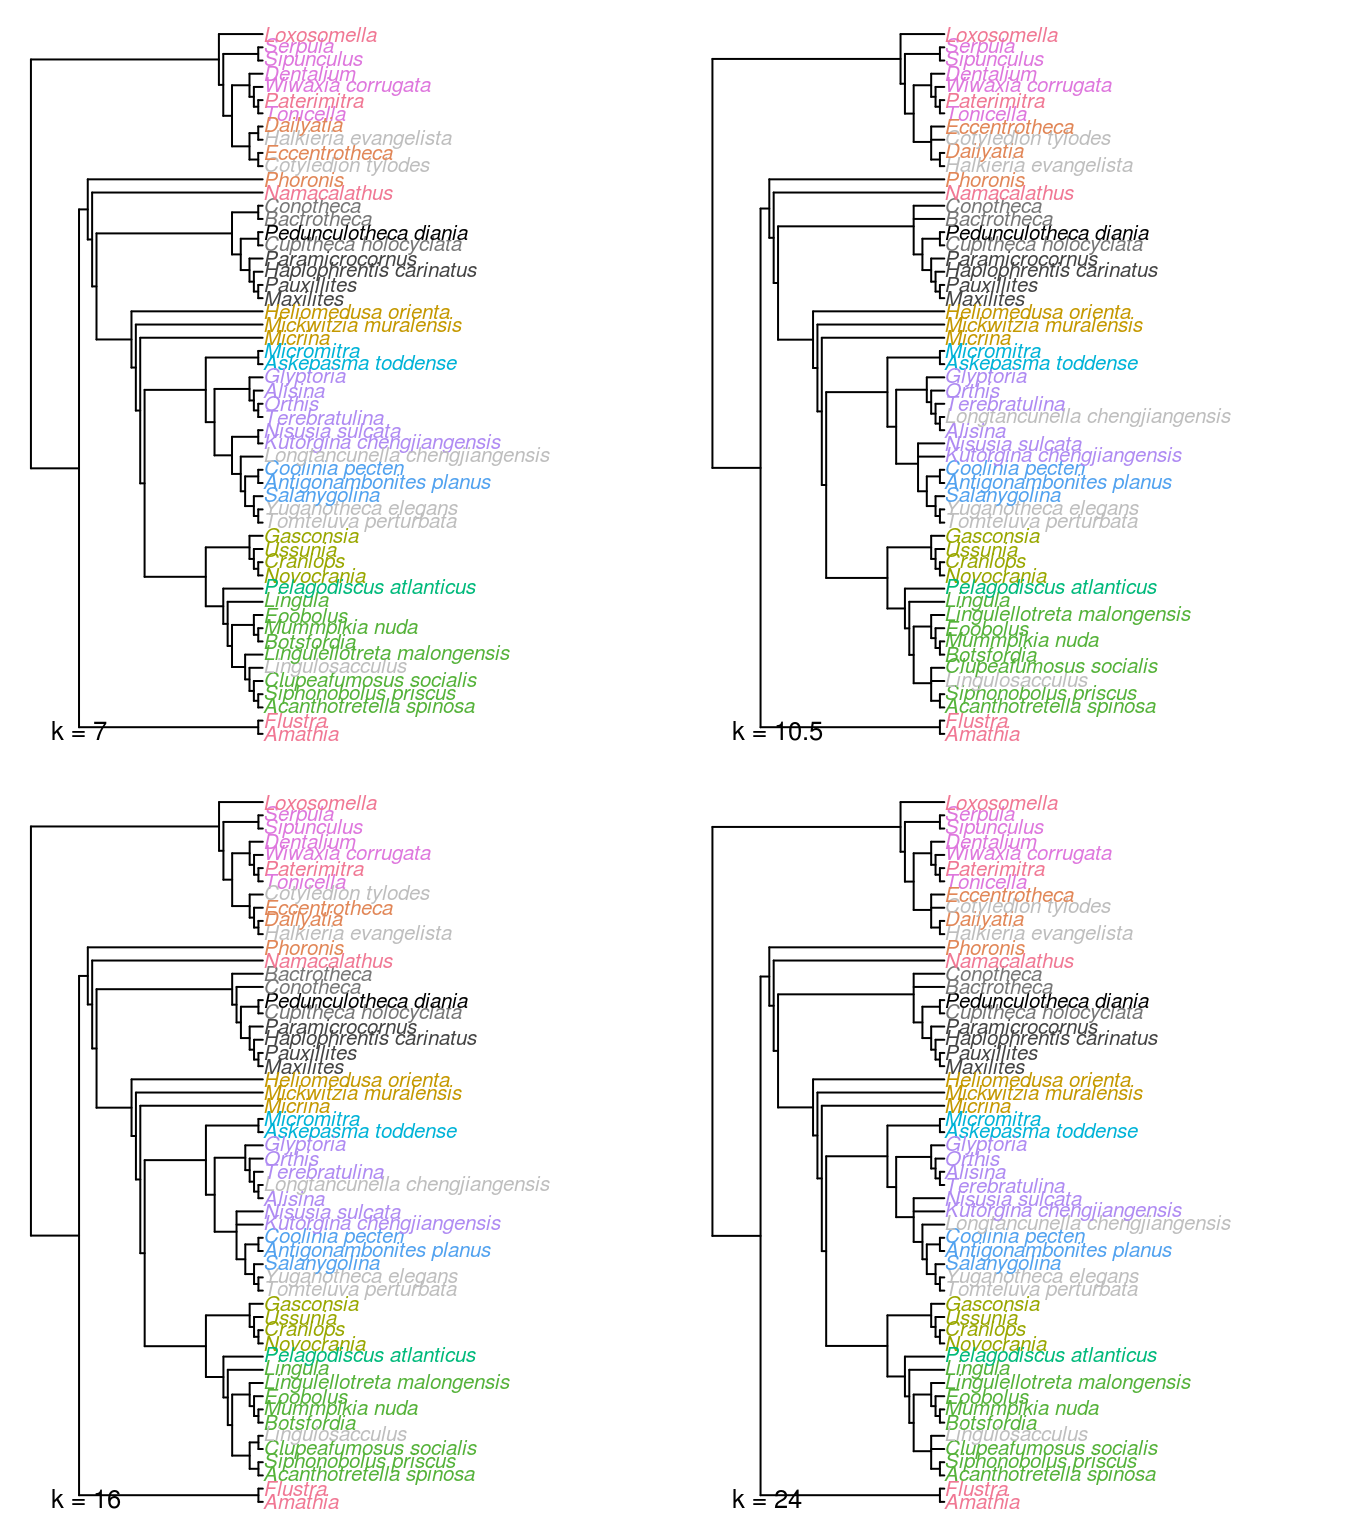 Loxosomella
Serpula
Sipunculus
Dentalium
Wiwaxia corrugata
Paterimitra
Tonicella
Dailyatia
Halkieria evangelista
Eccentrotheca
Cotyledion tylodes
Phoronis
Namacalathus
Conotheca
Bactrotheca
Pedunculotheca diania
Cupitheca holocyclata
Paramicrocornus
Haplophrentis carinatus
Pauxillites
Maxilites
Heliomedusa orienta
Mickwitzia muralensis
Micrina
Micromitra
Askepasma toddense
Glyptoria
Alisina
Orthis
Terebratulina
Nisusia sulcata
Kutorgina chengjiangensis
Longtancunella chengjiangensis
Coolinia pecten
Antigonambonites planus
Salanygolina
Yuganotheca elegans
Tomteluva perturbata
Gasconsia
Ussunia
Craniops
Novocrania
Pelagodiscus atlanticus
Lingula
Eoobolus
Mummpikia nuda
Botsfordia
Lingulellotreta malongensis
Lingulosacculus
Clupeafumosus socialis
Siphonobolus priscus
Acanthotretella spinosa
Flustra
Amathia
k = 7
Loxosomella
Serpula
Sipunculus
Dentalium
Wiwaxia corrugata
Paterimitra
Tonicella
Eccentrotheca
Cotyledion tylodes
Dailyatia
Halkieria evangelista
Phoronis
Namacalathus
Conotheca
Bactrotheca
Pedunculotheca diania
Cupitheca holocyclata
Paramicrocornus
Haplophrentis carinatus
Pauxillites
Maxilites
Heliomedusa orienta
Mickwitzia muralensis
Micrina
Micromitra
Askepasma toddense
Glyptoria
Orthis
Terebratulina
Longtancunella chengjiangensis
Alisina
Nisusia sulcata
Kutorgina chengjiangensis
Coolinia pecten
Antigonambonites planus
Salanygolina
Yuganotheca elegans
Tomteluva perturbata
Gasconsia
Ussunia
Craniops
Novocrania
Pelagodiscus atlanticus
Lingula
Lingulellotreta malongensis
Eoobolus
Mummpikia nuda
Botsfordia
Clupeafumosus socialis
Lingulosacculus
Siphonobolus priscus
Acanthotretella spinosa
Flustra
Amathia
k = 10.5
Loxosomella
Serpula
Sipunculus
Dentalium
Wiwaxia corrugata
Paterimitra
Tonicella
Cotyledion tylodes
Eccentrotheca
Dailyatia
Halkieria evangelista
Phoronis
Namacalathus
Bactrotheca
Conotheca
Pedunculotheca diania
Cupitheca holocyclata
Paramicrocornus
Haplophrentis carinatus
Pauxillites
Maxilites
Heliomedusa orienta
Mickwitzia muralensis
Micrina
Micromitra
Askepasma toddense
Glyptoria
Orthis
Terebratulina
Longtancunella chengjiangensis
Alisina
Nisusia sulcata
Kutorgina chengjiangensis
Coolinia pecten
Antigonambonites planus
Salanygolina
Yuganotheca elegans
Tomteluva perturbata
Gasconsia
Ussunia
Craniops
Novocrania
Pelagodiscus atlanticus
Lingula
Lingulellotreta malongensis
Eoobolus
Mummpikia nuda
Botsfordia
Lingulosacculus
Clupeafumosus socialis
Siphonobolus priscus
Acanthotretella spinosa
Flustra
Amathia
k = 16
Loxosomella
Serpula
Sipunculus
Dentalium
Wiwaxia corrugata
Paterimitra
Tonicella
Eccentrotheca
Cotyledion tylodes
Dailyatia
Halkieria evangelista
Phoronis
Namacalathus
Conotheca
Bactrotheca
Pedunculotheca diania
Cupitheca holocyclata
Paramicrocornus
Haplophrentis carinatus
Pauxillites
Maxilites
Heliomedusa orienta
Mickwitzia muralensis
Micrina
Micromitra
Askepasma toddense
Glyptoria
Orthis
Alisina
Terebratulina
Nisusia sulcata
Kutorgina chengjiangensis
Longtancunella chengjiangensis
Coolinia pecten
Antigonambonites planus
Salanygolina
Yuganotheca elegans
Tomteluva perturbata
Gasconsia
Ussunia
Craniops
Novocrania
Pelagodiscus atlanticus
Lingula
Lingulellotreta malongensis
Eoobolus
Mummpikia nuda
Botsfordia
Lingulosacculus
Clupeafumosus socialis
Siphonobolus priscus
Acanthotretella spinosa
Flustra
Amathia
k = 24